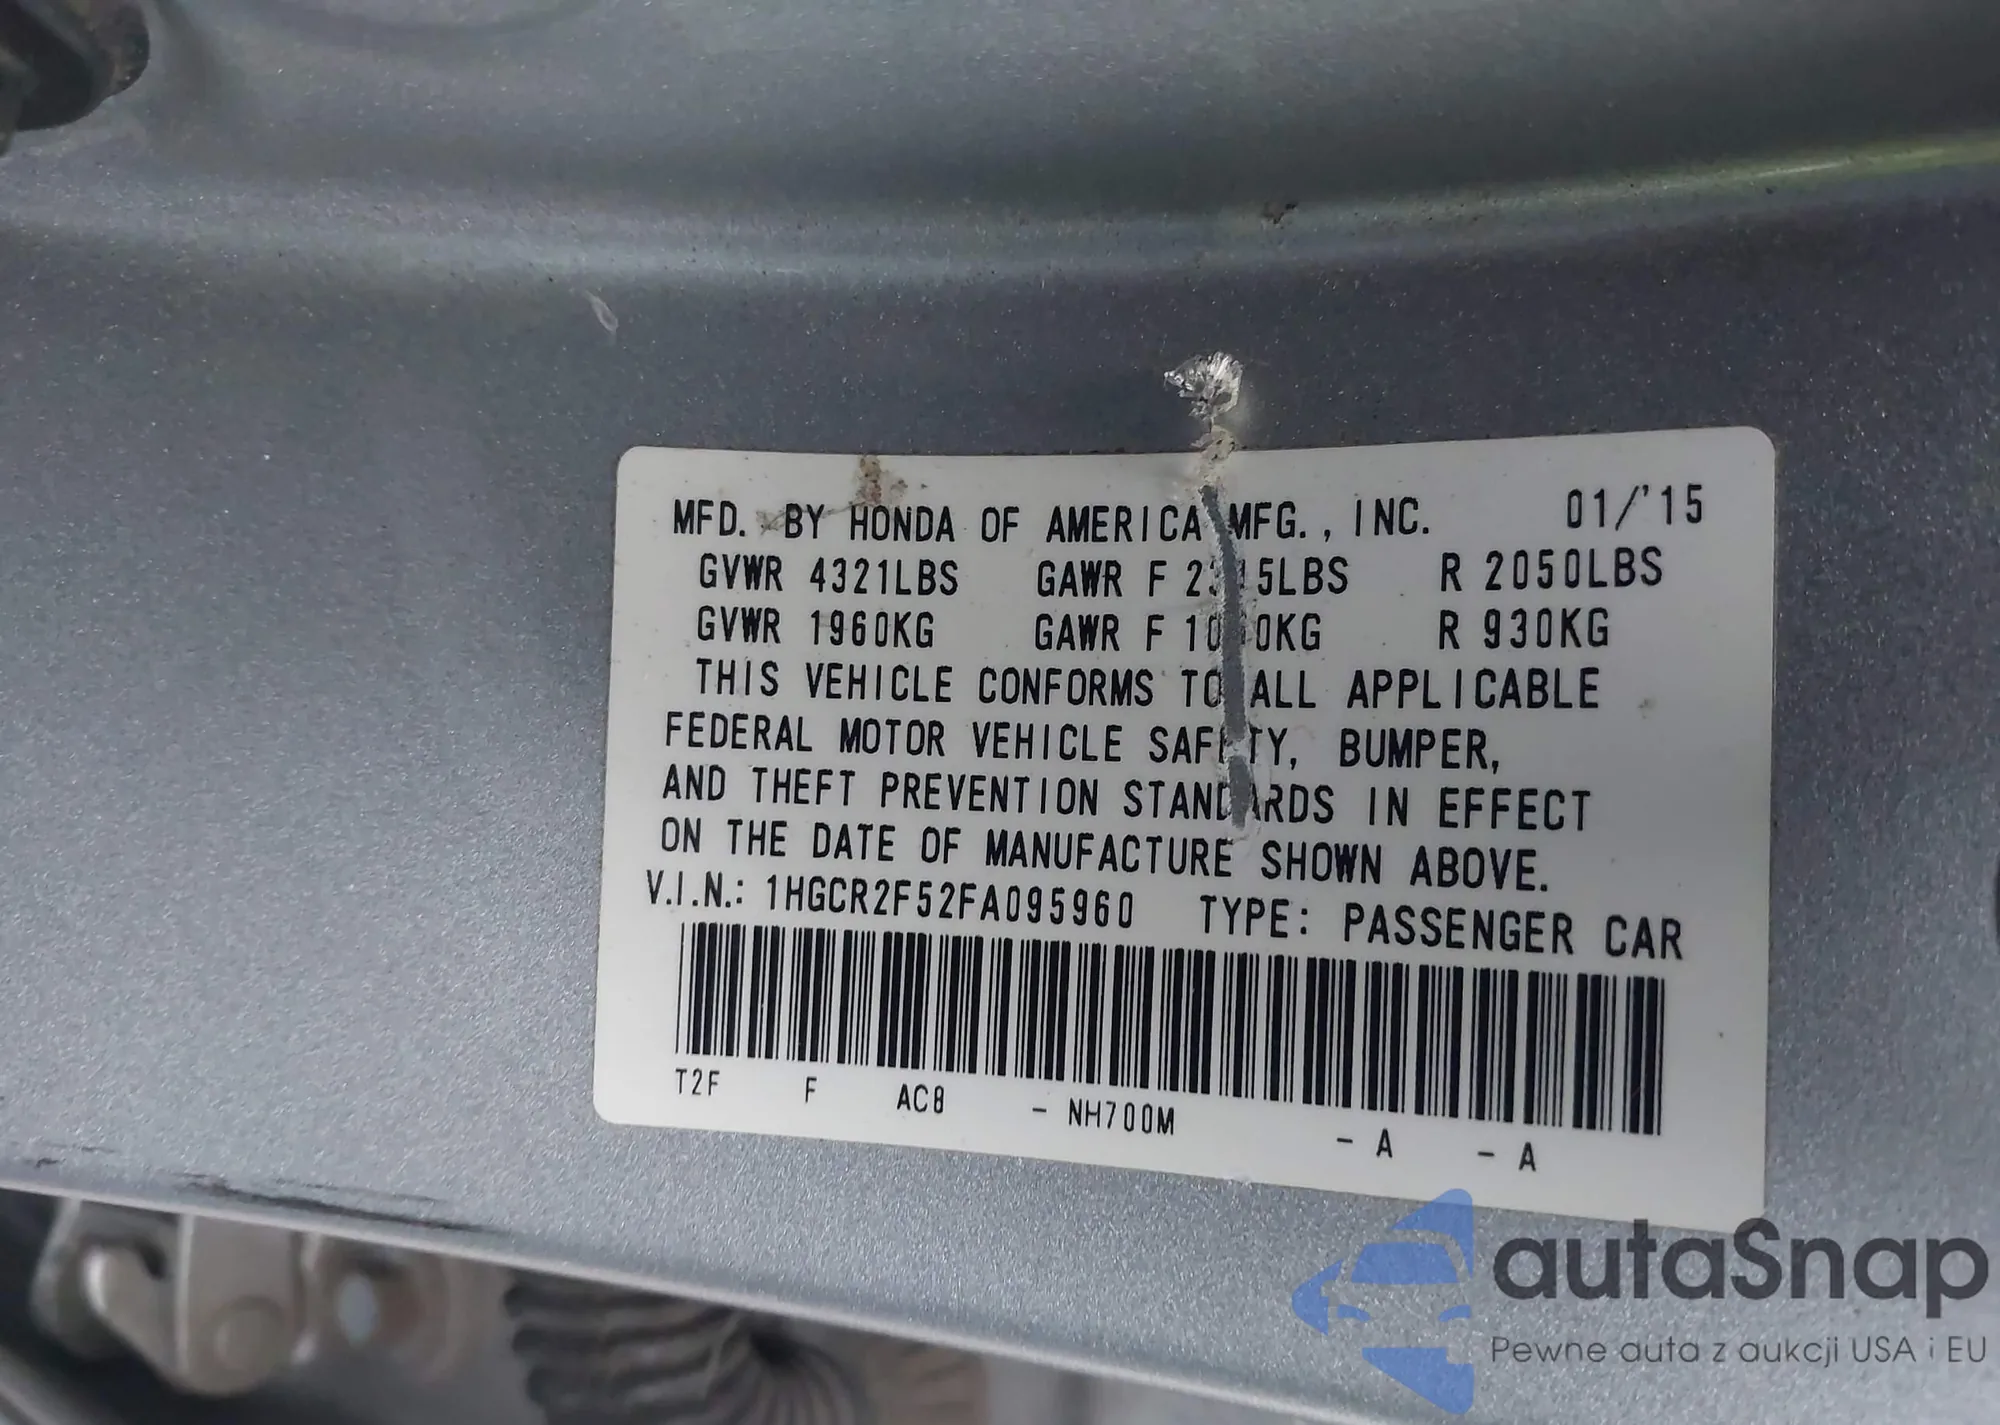 MFD. BY HONDA OF AMERICA MFG., INC. 01/'15
GVWR 4321LBS GAWR F R 2050LBS
GVWR 1960KG GAWR F R 930KG
THIS VEHICLE CONFORMS TO ALL APPLICABLE
FEDERAL MOTOR VEHICLE SAFETY, BUMPER,
AND THEFT PREVENTION STANDARDS IN EFFECT
ON THE DATE OF MANUFACTURE SHOWN ABOVE.
V.I.N.: 1HGCR2F52FA095960 TYPE: PASSENGER CAR
T2F F AC8 - NH700M - A - A
autaSnap
Pewne auta z aukcji USA i EU